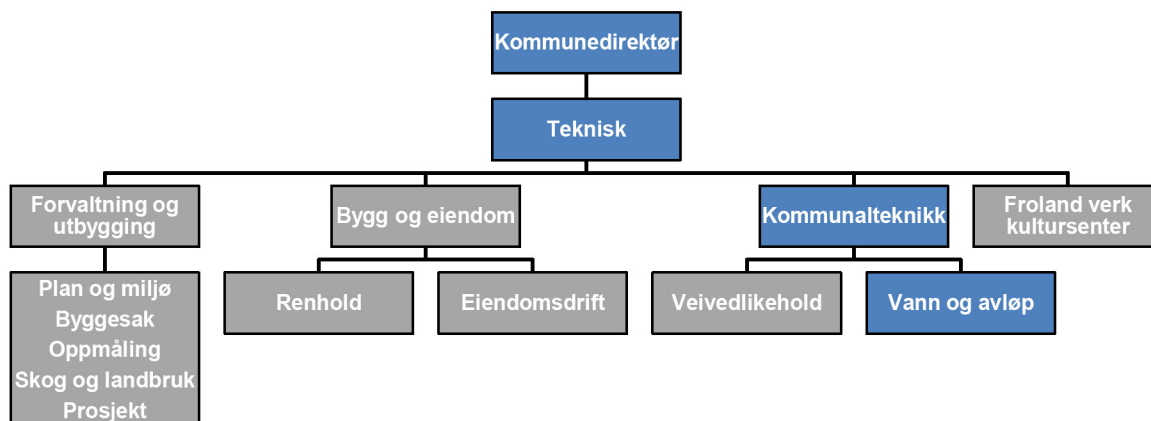 Kommunedirektør
Teknisk
Forvaltning og
utbygging
Bygg og eiendom
Kommunalteknikk
Froland verk
kultursenter
Plan og miljø
Byggesak
Oppmåling
Skog og landbruk
Prosjekt
Renhold
Eiendomsdrift
Veivedlikehold
Vann og avløp